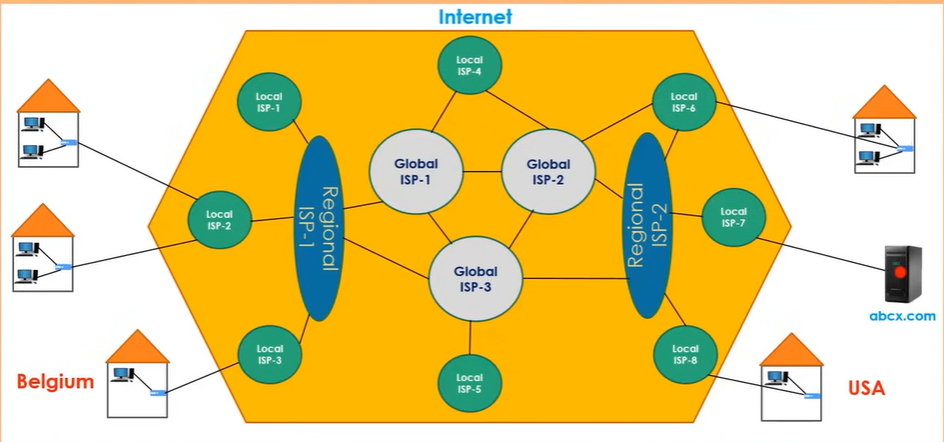 Internet
Local
ISP-4
Local
ISP-1
Local
ISP-6
Global
ISP-1
Global
ISP-2
Regional
ISP-1
Regional
ISP-2
Local
ISP-2
Local
ISP-7
Global
ISP-3
abcx.com
Local
ISP-3
Local
ISP-8
Local
ISP-5
Belgium
USA